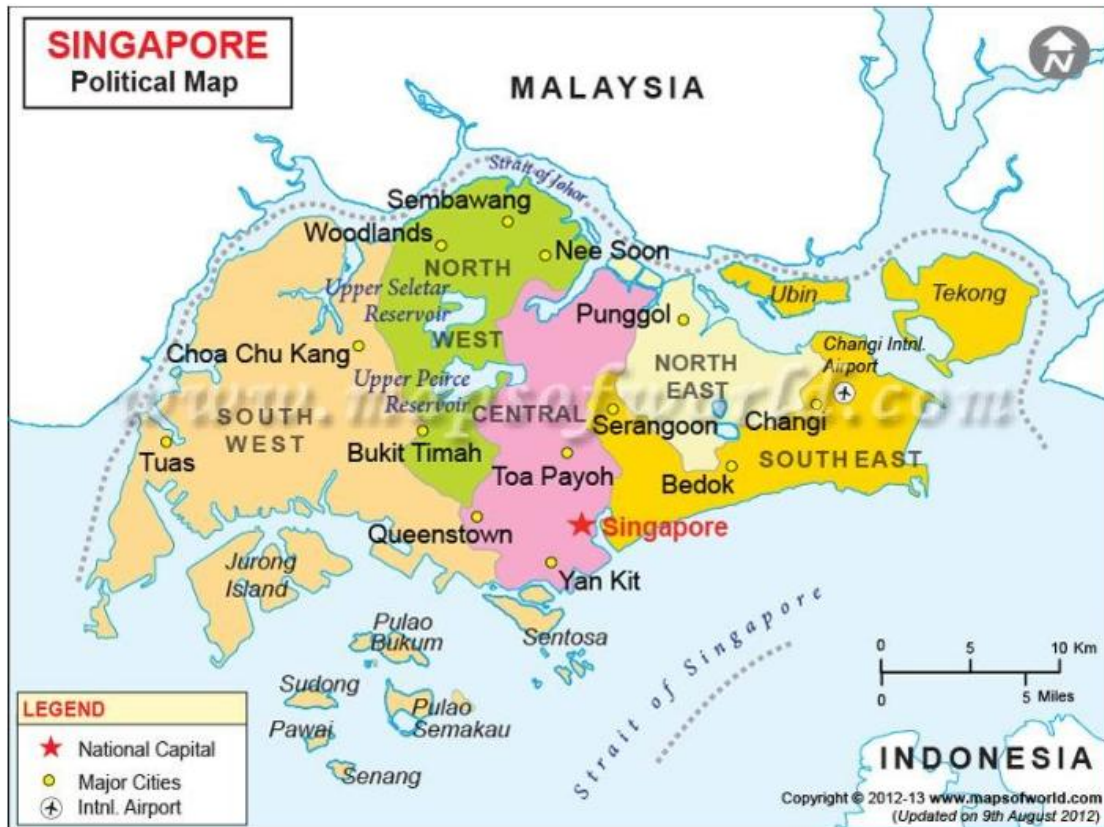 SINGAPORE
Political Map
N
MALAYSIA
Strait of Johor
Sembawang
Woodlands
Nee Soon
NORTH
WEST
Upper Seletar
Reservoir
Ubin
Tekong
Punggol
Choa Chu Kang
Changi Intnl.
Airport
NORTH
EAST
Upper Peirce
Reservoir
www.mapsofworld.com
SOUTH
WEST
CENTRAL
Serangoon
Changi
Tuas
Bukit Timah
Toa Payoh
Bedok
SOUTH EAST
Queenstown
Singapore
Jurong
Island
Yan Kit
Pulao
Bukum
Sentosa
Strait of Singapore
0 5 10 Km
0 5 Miles
Sudong
Pulao
Semakau
Pawai
Senang
LEGEND
National Capital
Major Cities
Intnl. Airport
INDONESIA
Copyright © 2012-13 www.mapsofworld.com
(Updated on 9th August 2012)